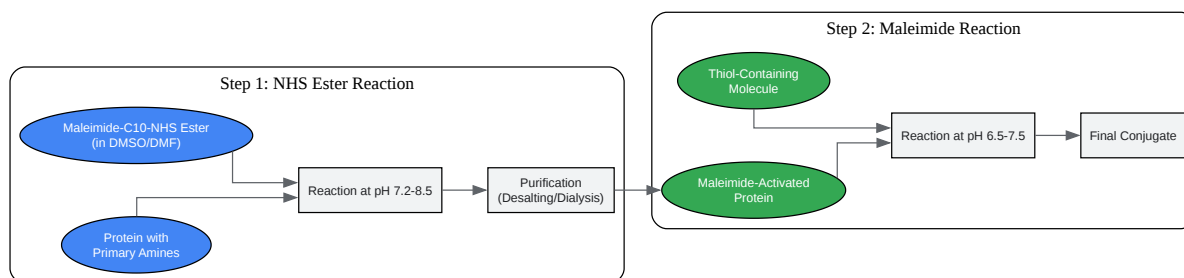 Step 1: NHS Ester Reaction
Maleimide-C10-NHS Ester
(in DMSO/DMF)
Protein with
Primary Amines
Reaction at pH 7.2-8.5
Purification
(Desalting/Dialysis)
Step 2: Maleimide Reaction
Thiol-Containing
Molecule
Maleimide-Activated
Protein
Reaction at pH 6.5-7.5
Final Conjugate